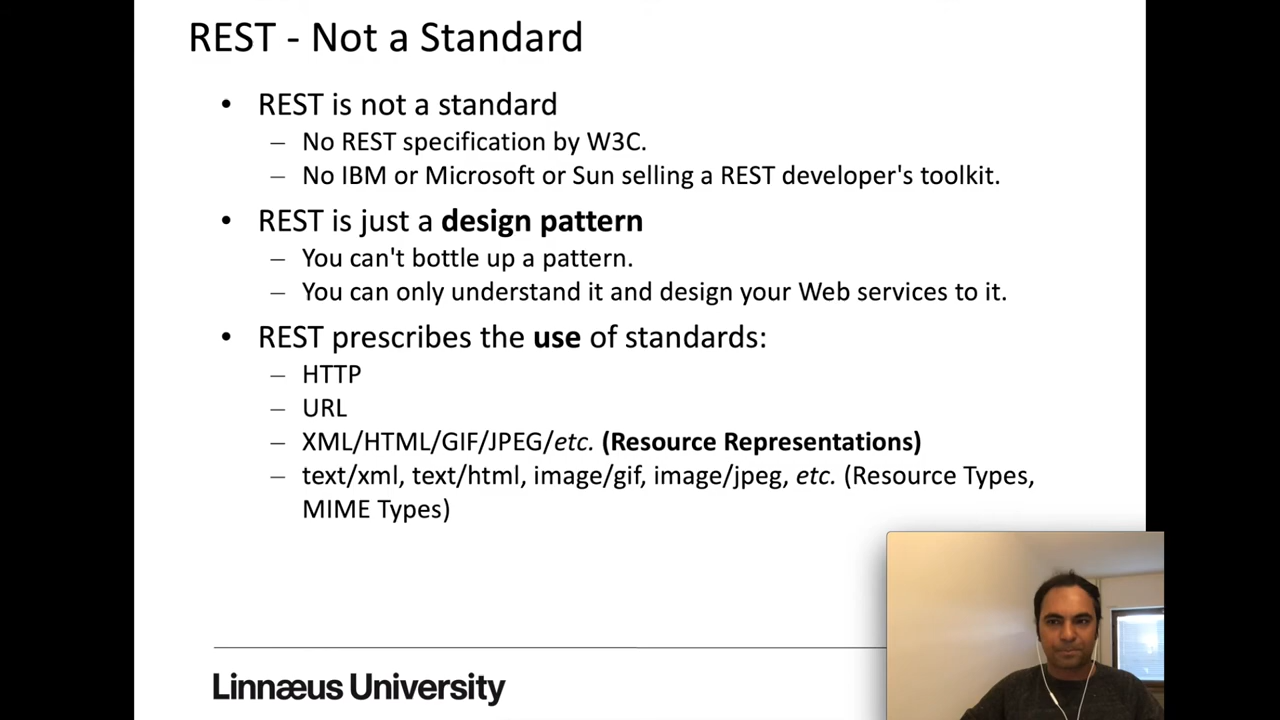 REST - Not a Standard
• REST is not a standard
– No REST specification by W3C.
– No IBM or Microsoft or Sun selling a REST developer's toolkit.
• REST is just a design pattern
– You can't bottle up a pattern.
– You can only understand it and design your Web services to it.
• REST prescribes the use of standards:
– HTTP
– URL
– XML/HTML/GIF/JPEG/etc. (Resource Representations)
– text/xml, text/html, image/gif, image/jpeg, etc. (Resource Types,
MIME Types)
Linnæus University